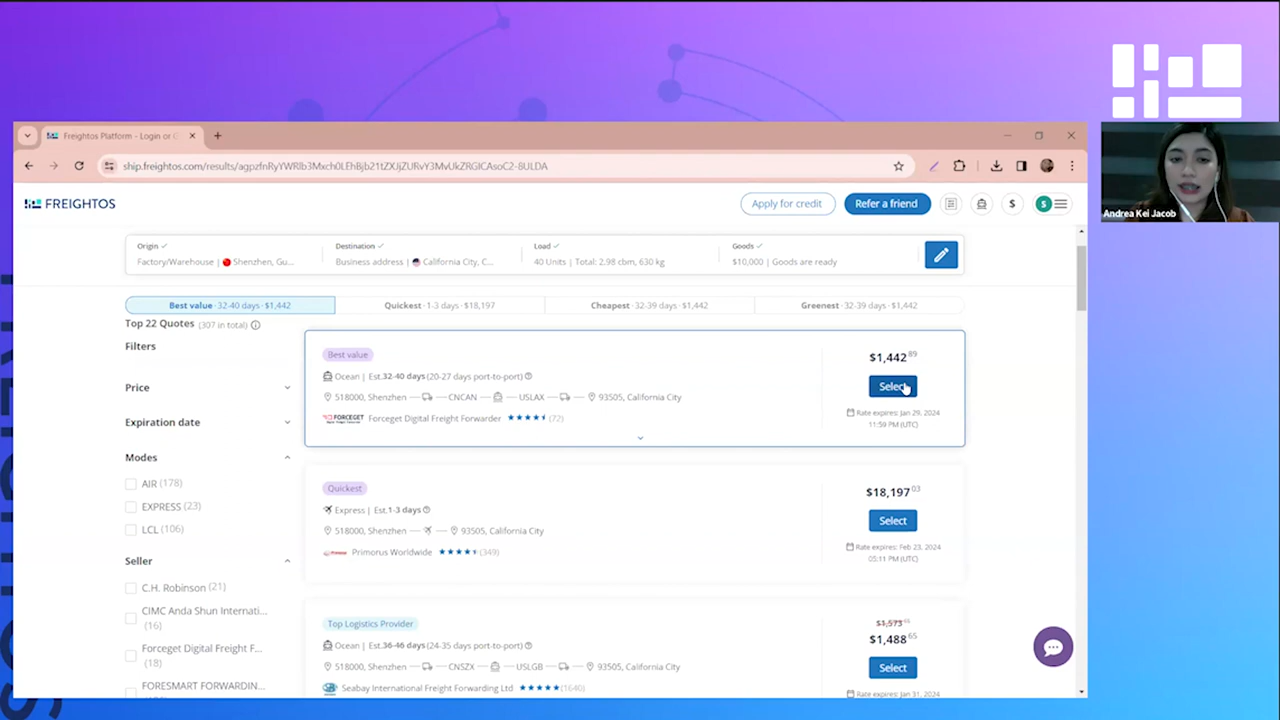 Freightos Platform - Login or G
ship.freightos.com/results/
FREIGHTOS
Apply for credit
Refer a friend
$
S
Origin
Factory/Warehouse | Shenzhen, Gu...
Destination
Business address | California City, C...
Load
40 Units | Total: 2.98 cbm, 630 kg
Goods
$10,000 | Goods are ready
Best value · 32-40 days · $1,442
Quickest · 1-3 days · $18,197
Cheapest · 32-39 days · $1,442
Greenest · 32-39 days · $1,442
Top 22 Quotes (307 in total)
Filters
Price
Expiration date
Modes
AIR (178)
EXPRESS (23)
LCL (106)
Seller
C.H. Robinson (21)
CIMC Anda Shun Internati...
(16)
Forceget Digital Freight F...
(18)
FORESMART FORWARDIN...
Best value
Ocean | Est. 32-40 days (20-27 days port-to-port)
518000, Shenzhen CNCAN USLAX 93505, California City
FORCEGET Forceget Digital Freight Forwarder (72)
$1,442 89
Select
Rate expires: Jan 29, 2024
11:59 PM (UTC)
Quickest
Express | Est. 1-3 days
518000, Shenzhen 93505, California City
Primorus Worldwide (349)
$18,197 03
Select
Rate expires: Feb 23, 2024
05:11 PM (UTC)
Top Logistics Provider
Ocean | Est. 36-46 days (24-35 days port-to-port)
518000, Shenzhen CNSZX USLGB 93505, California City
Seabay International Freight Forwarding Ltd (1640)
$1,573
$1,488 65
Select
Rate expires: Jan 31, 2024
Andrea Kei Jacob